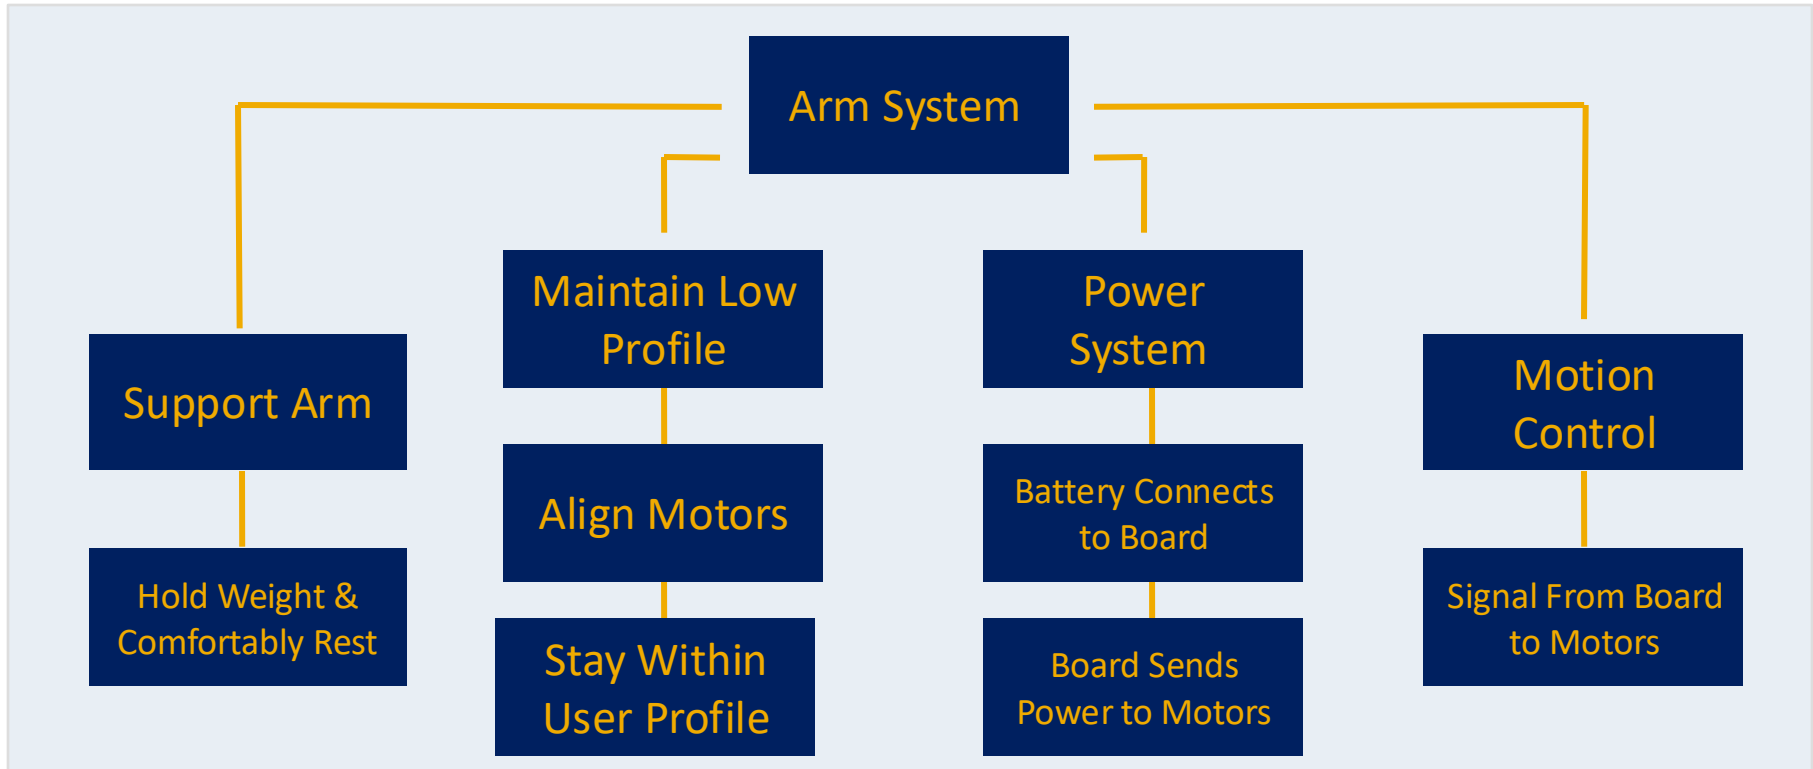 Arm System
Support Arm
Hold Weight &
Comfortably Rest
Maintain Low
Profile
Align Motors
Stay Within
User Profile
Power
System
Battery Connects
to Board
Board Sends
Power to Motors
Motion
Control
Signal From Board
to Motors